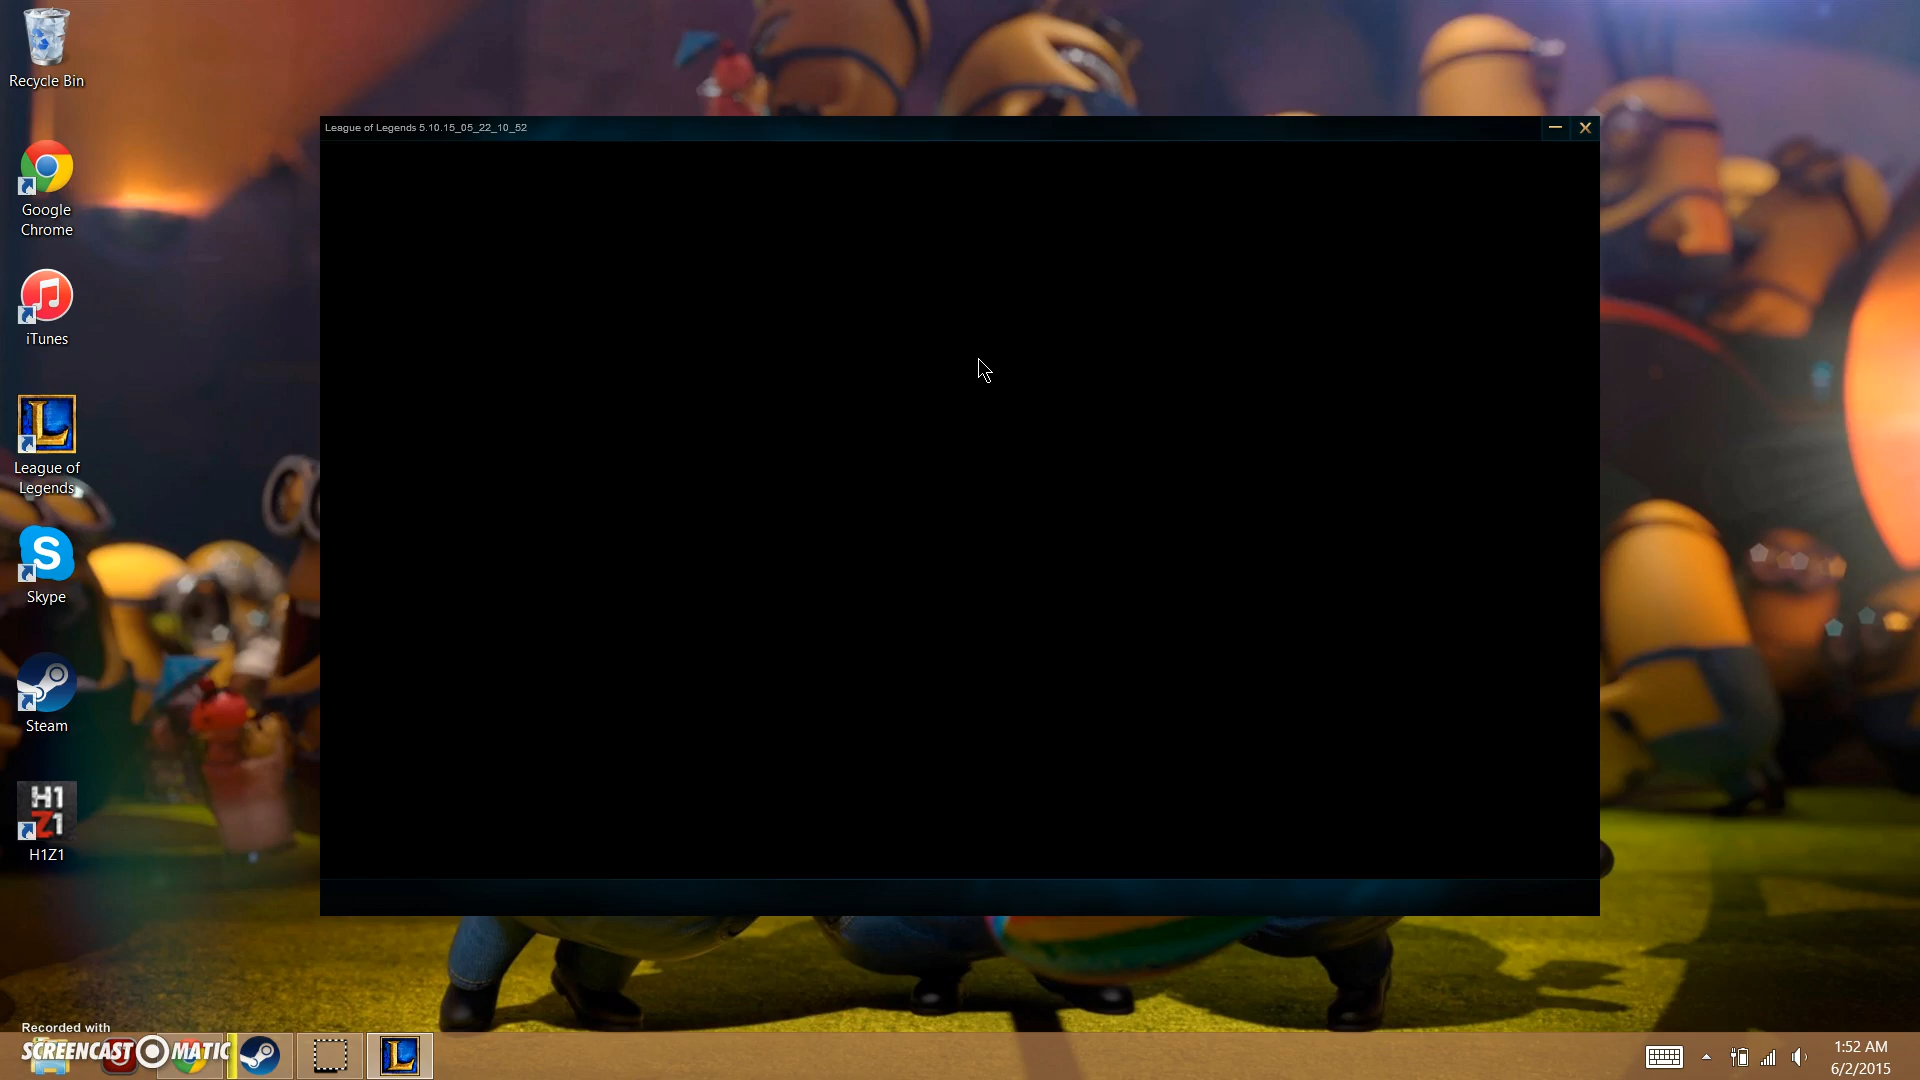 Recycle Bin
Google
Chrome
iTunes
League of
Legends
Skype
Steam
H1Z1
H1
Z1
League of Legends 5.10.15_05_22_10_52
Recorded with
SCREENCAST MATIC
1:52 AM
6/2/2015